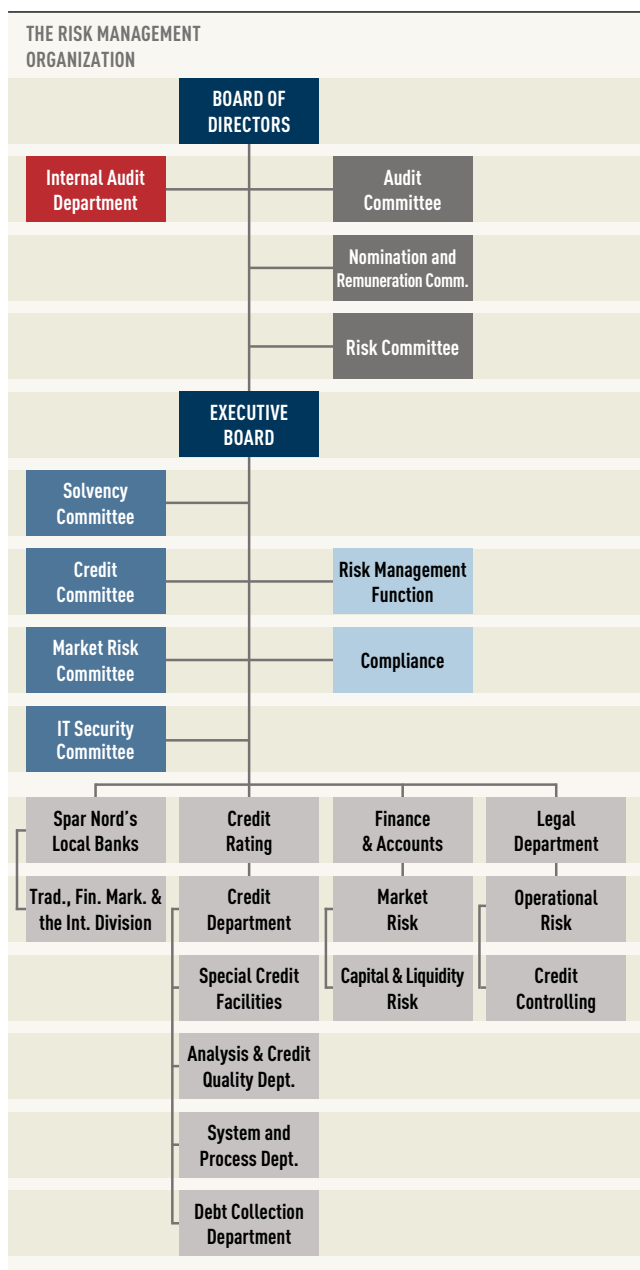 THE RISK MANAGEMENT
ORGANIZATION
BOARD OF
DIRECTORS
Internal Audit
Department
Audit
Committee
Nomination and
Remuneration Comm.
Risk Committee
EXECUTIVE
BOARD
Solvency
Committee
Credit
Committee
Risk Management
Function
Market Risk
Committee
Compliance
IT Security
Committee
Spar Nord's
Local Banks
Credit
Rating
Finance
& Accounts
Legal
Department
Trad., Fin. Mark. &
the Int. Division
Credit
Department
Market
Risk
Operational
Risk
Special Credit
Facilities
Capital & Liquidity
Risk
Credit
Controlling
Analysis & Credit
Quality Dept.
System and
Process Dept.
Debt Collection
Department